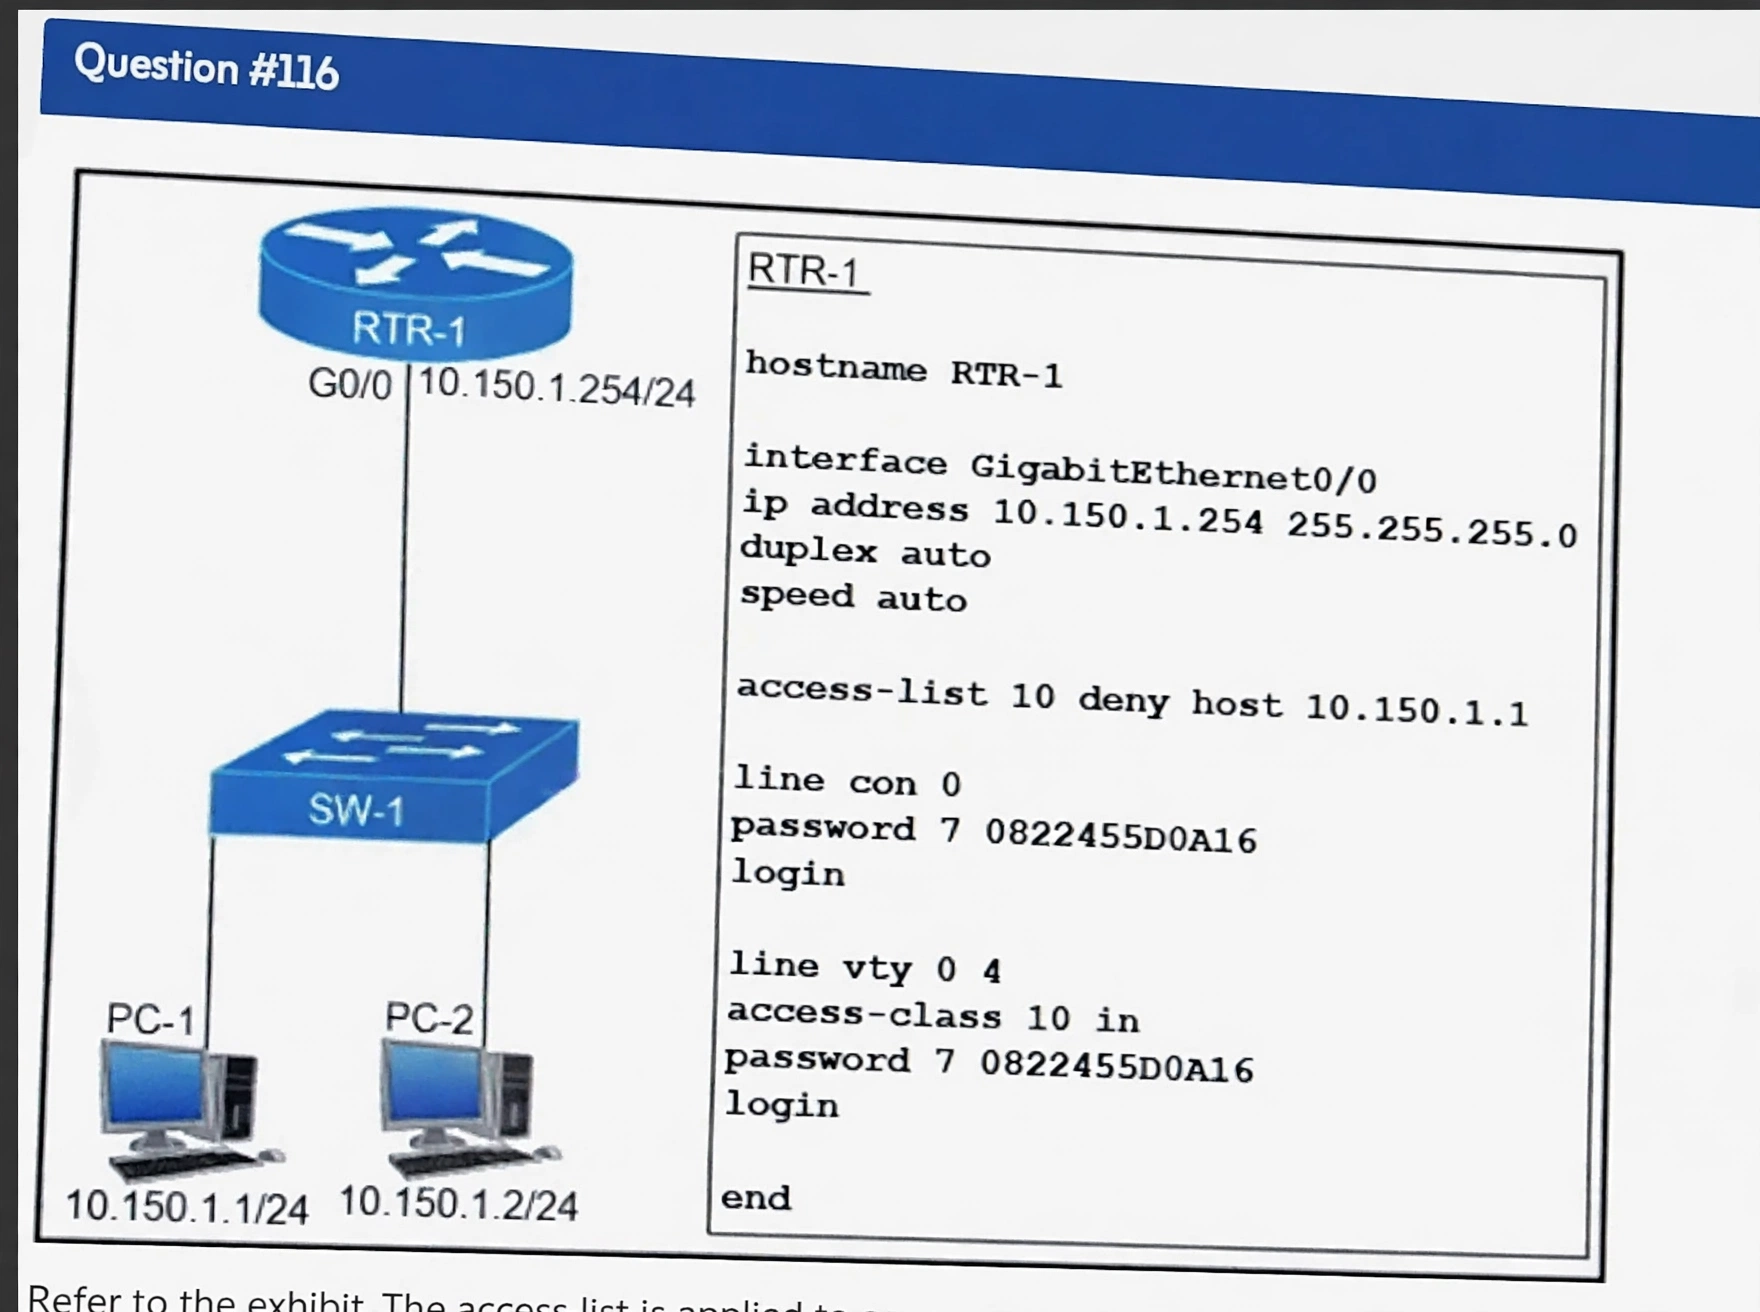 Question #116
RTR-1
G0/0 10.150.1.254/24
SW-1
PC-1 PC-2
10.150.1.1/24 10.150.1.2/24
RTR-1
hostname RTR-1
interface GigabitEthernet0/0
ip address 10.150.1.254 255.255.255.0
duplex auto
speed auto
access-list 10 deny host 10.150.1.1
line con 0
password 7 0822455D0A16
login
line vty 0 4
access-class 10 in
password 7 0822455D0A16
login
end
Refer to the exhibit. The access list is applied to